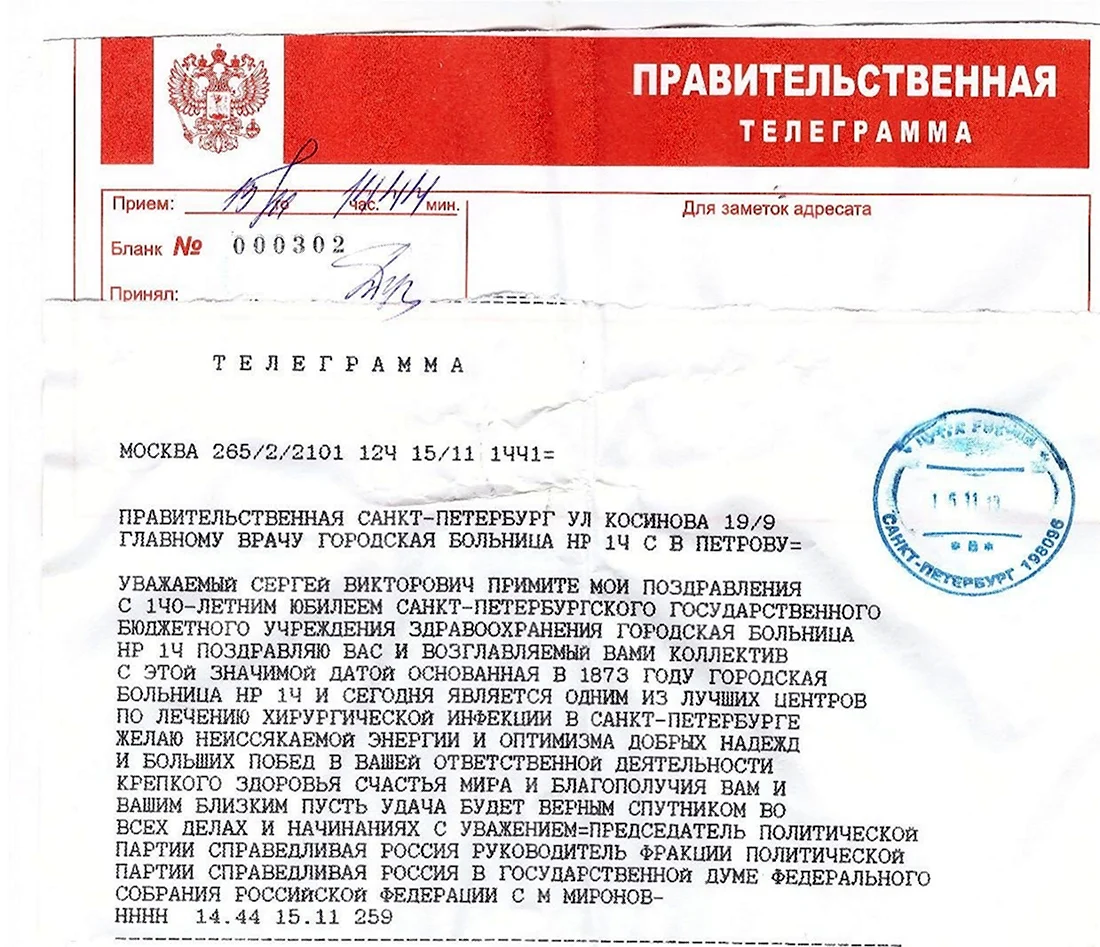 ПРАВИТЕЛЬСТВЕННАЯ
ТЕЛЕГРАММА
Прием: 15/11 час. 1444 мин.
Для заметок адресата
Бланк № 000302
Принял:
ТЕЛЕГРАММА
МОСКВА 265/2/2101 12Ч 15/11 1ЧЧ1=
ПРАВИТЕЛЬСТВЕННАЯ САНКТ-ПЕТЕРБУРГ УЛ КОСИНОВА 19/9
ГЛАВНОМУ ВРАЧУ ГОРОДСКАЯ БОЛЬНИЦА НР 1Ч С В ПЕТРОВУ=
УВАЖАЕМЫЙ СЕРГЕЙ ВИКТОРОВИЧ ПРИМИТЕ МОИ ПОЗДРАВЛЕНИЯ
С 1Ч0-ЛЕТНИМ ЮБИЛЕЕМ САНКТ-ПЕТЕРБУРГСКОГО ГОСУДАРСТВЕННОГО
БЮДЖЕТНОГО УЧРЕЖДЕНИЯ ЗДРАВООХРАНЕНИЯ ГОРОДСКАЯ БОЛЬНИЦА
НР 1Ч ПОЗДРАВЛЯЮ ВАС И ВОЗГЛАВЛЯЕМЫЙ ВАМИ КОЛЛЕКТИВ
С ЭТОЙ ЗНАЧИМОЙ ДАТОЙ ОСНОВАННАЯ В 1873 ГОДУ ГОРОДСКАЯ
БОЛЬНИЦА НР 1Ч И СЕГОДНЯ ЯВЛЯЕТСЯ ОДНИМ ИЗ ЛУЧШИХ ЦЕНТРОВ
ПО ЛЕЧЕНИЮ ХИРУРГИЧЕСКОЙ ИНФЕКЦИИ В САНКТ-ПЕТЕРБУРГЕ
ЖЕЛАЮ НЕИССЯКАЕМОЙ ЭНЕРГИИ И ОПТИМИЗМА ДОБРЫХ НАДЕЖД
И БОЛЬШИХ ПОБЕД В ВАШЕЙ ОТВЕТСТВЕННОЙ ДЕЯТЕЛЬНОСТИ
КРЕПКОГО ЗДОРОВЬЯ СЧАСТЬЯ МИРА И БЛАГОПОЛУЧИЯ ВАМ И
ВАШИМ БЛИЗКИМ ПУСТЬ УДАЧА БУДЕТ ВЕРНЫМ СПУТНИКОМ ВО
ВСЕХ ДЕЛАХ И НАЧИНАНИЯХ С УВАЖЕНИЕМ=ПРЕДСЕДАТЕЛЬ ПОЛИТИЧЕСКОЙ
ПАРТИИ СПРАВЕДЛИВАЯ РОССИЯ РУКОВОДИТЕЛЬ ФРАКЦИИ ПОЛИТИЧЕСКОЙ
ПАРТИИ СПРАВЕДЛИВАЯ РОССИЯ В ГОСУДАРСТВЕННОЙ ДУМЕ ФЕДЕРАЛЬНОГО
СОБРАНИЯ РОССИЙСКОЙ ФЕДЕРАЦИИ С М МИРОНОВ-
НННН 14.44 15.11 259
САНКТ-ПЕТЕРБУРГ 198096
* В *